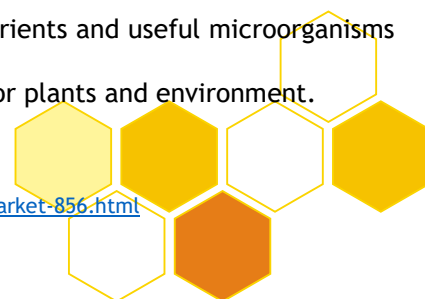 rients and useful microorganisms
or plants and environment.
arket-856.html